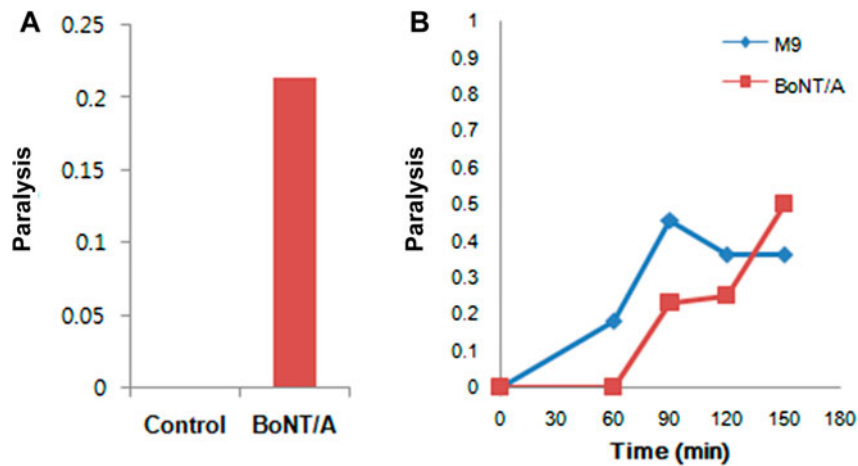 A
Paralysis
0.25
0.2
0.15
0.1
0.05
0
Control BoNT/A
B
Paralysis
1
0.9
0.8
0.7
0.6
0.5
0.4
0.3
0.2
0.1
0
M9
BoNT/A
0 30 60 90 120 150 180
Time (min)